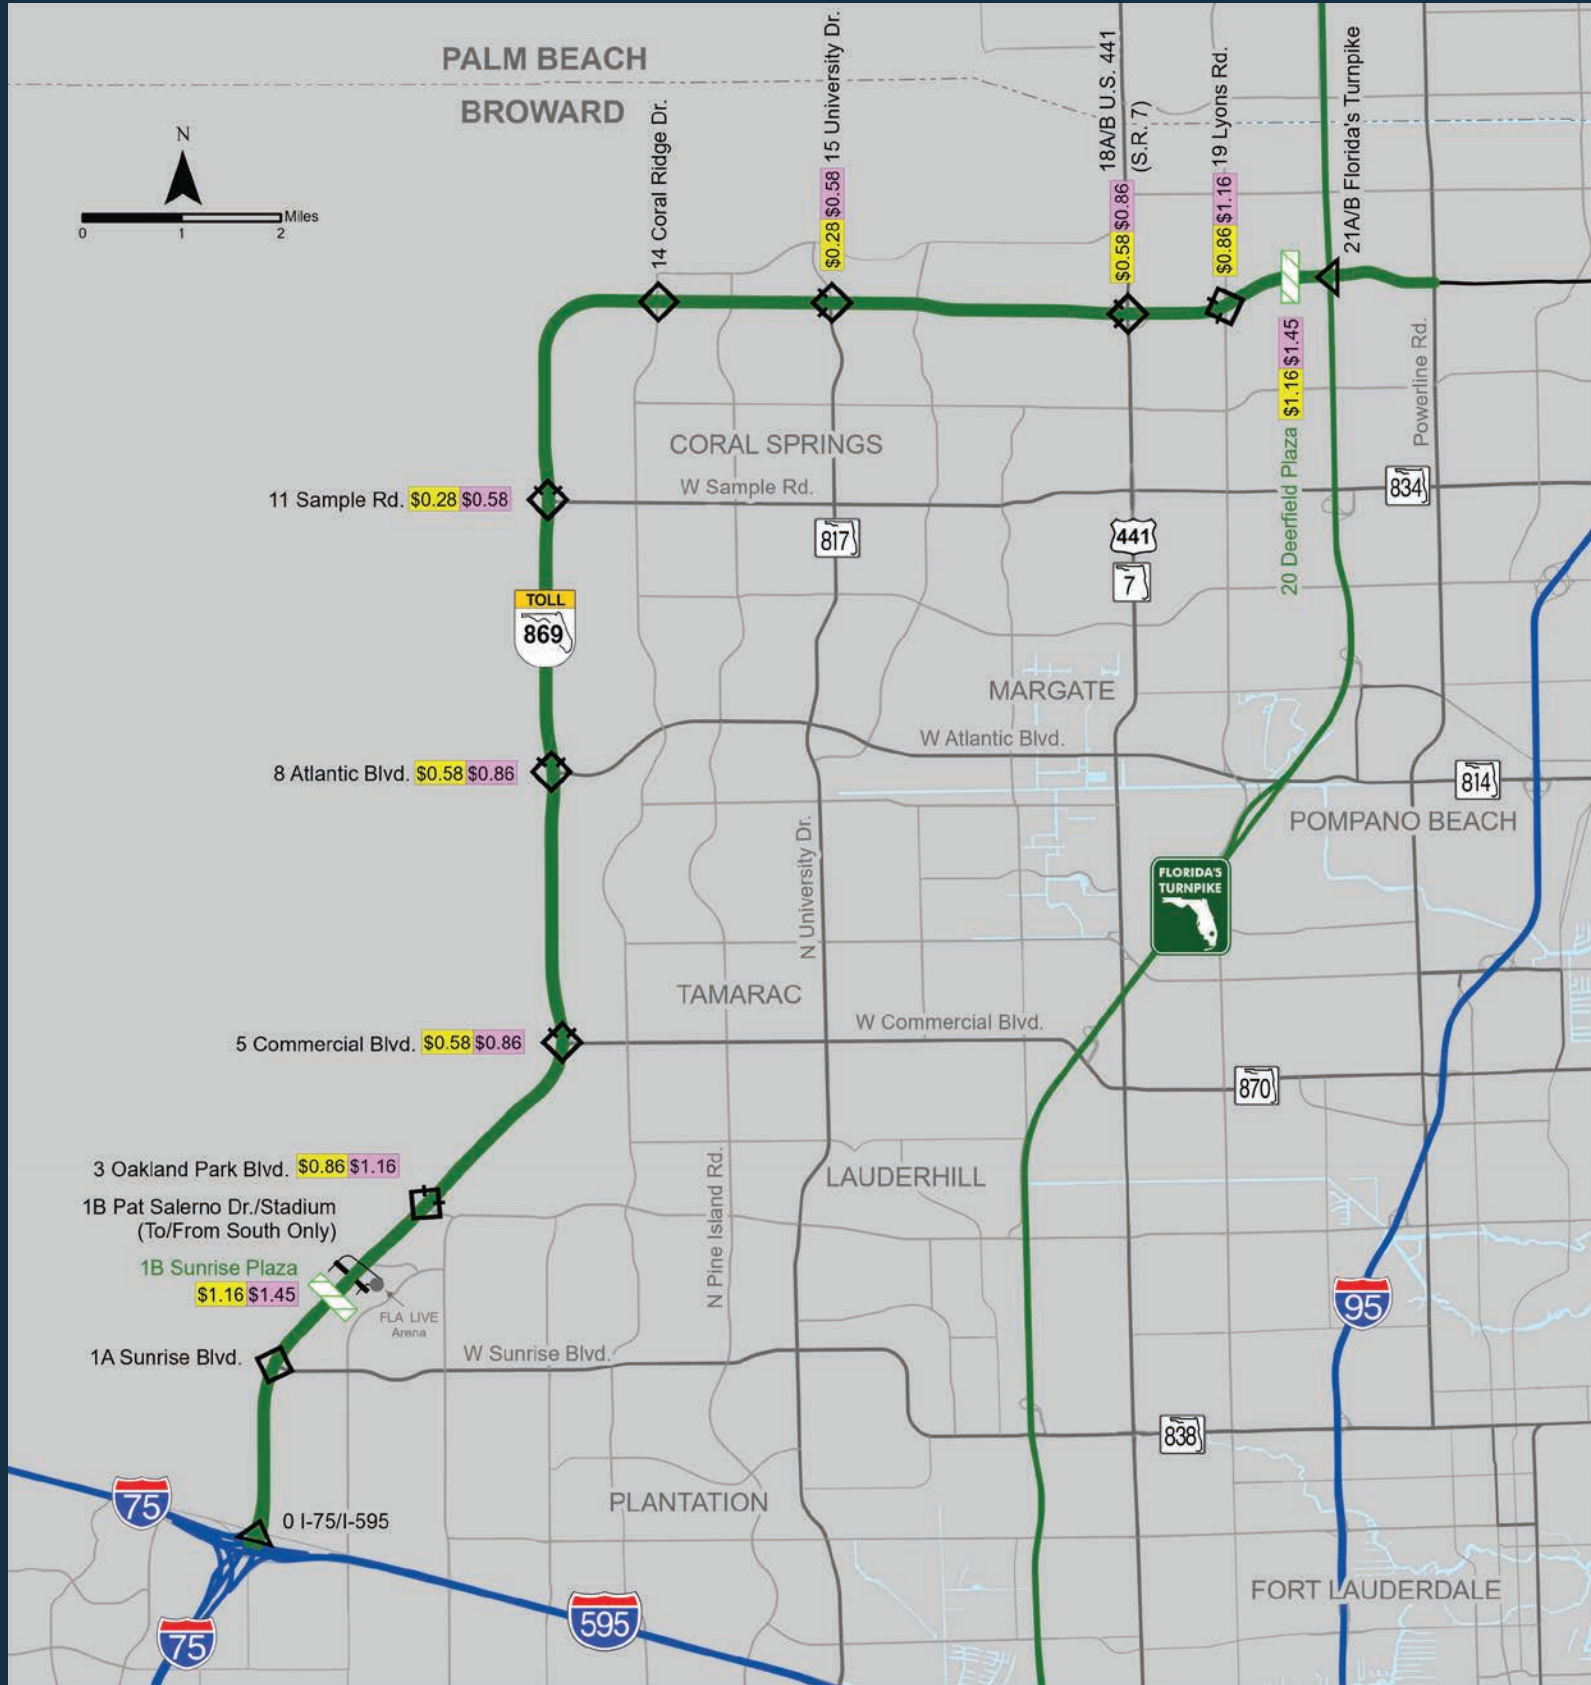 PALM BEACH
BROWARD
N
Miles
0 1 2
14 Coral Ridge Dr.
$0.28 $0.58 15 University Dr.
18A/B U.S. 441
(S.R. 7)
$0.58 $0.86
$0.86 $1.16 19 Lyons Rd.
21A/B Florida's Turnpike
20 Deerfield Plaza $1.16 $1.45
Powerline Rd.
CORAL SPRINGS
11 Sample Rd. $0.28 $0.58
W Sample Rd.
834
817
441
7
TOLL
869
MARGATE
W Atlantic Blvd.
8 Atlantic Blvd. $0.58 $0.86
814
POMPANO BEACH
N University Dr.
FLORIDA'S
TURNPIKE
TAMARAC
5 Commercial Blvd. $0.58 $0.86
W Commercial Blvd.
870
3 Oakland Park Blvd. $0.86 $1.16
1B Pat Salerno Dr./Stadium
(To/From South Only)
N Pine Island Rd.
LAUDERHILL
1B Sunrise Plaza
$1.16 $1.45
FLA LIVE
Arena
95
1A Sunrise Blvd.
W Sunrise Blvd.
838
75
0 I-75/I-595
PLANTATION
FORT LAUDERDALE
595
75